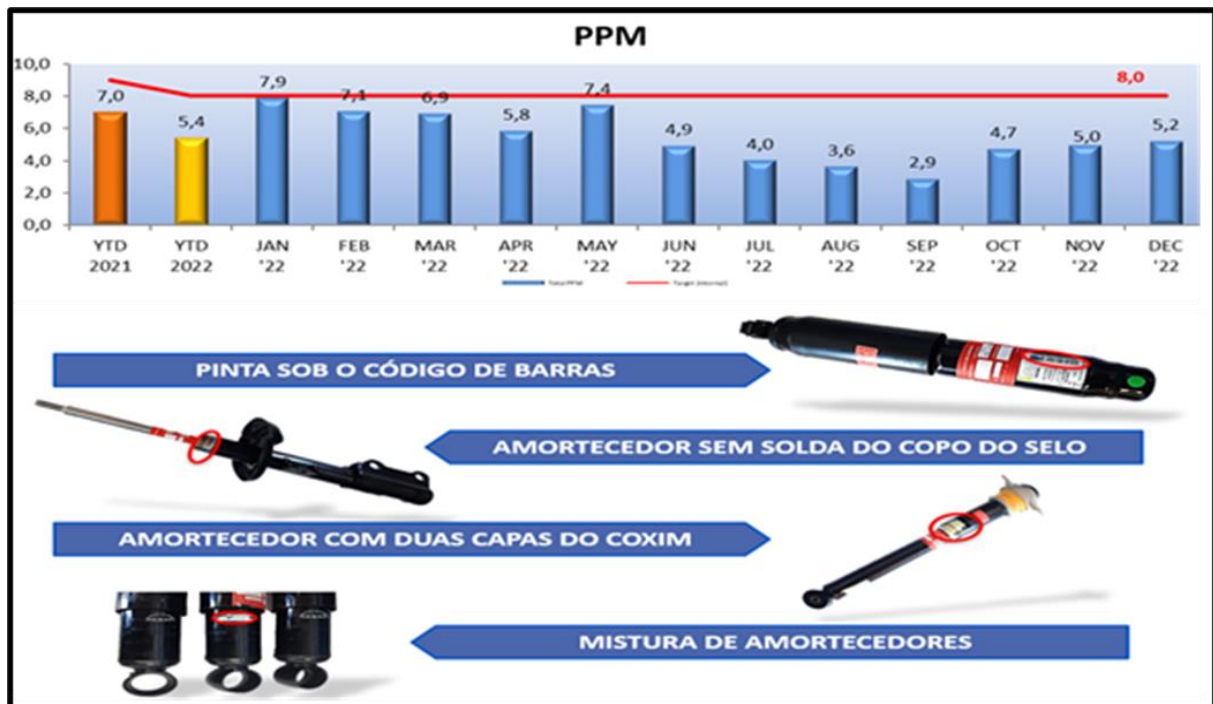 PPM
10,0
8,0
6,0
4,0
2,0
0,0
7,0
5,4
7,9
7,1
6,9
5,8
7,4
4,9
4,0
3,6
2,9
4,7
5,0
5,2
8,0
YTD 2021
YTD 2022
JAN '22
FEB '22
MAR '22
APR '22
MAY '22
JUN '22
JUL '22
AUG '22
SEP '22
OCT '22
NOV '22
DEC '22
Total PPM
Target (Internal)
PINTA SOB O CÓDIGO DE BARRAS
AMORTECEDOR SEM SOLDA DO COPO DO SELO
AMORTECEDOR COM DUAS CAPAS DO COXIM
MISTURA DE AMORTECEDORES